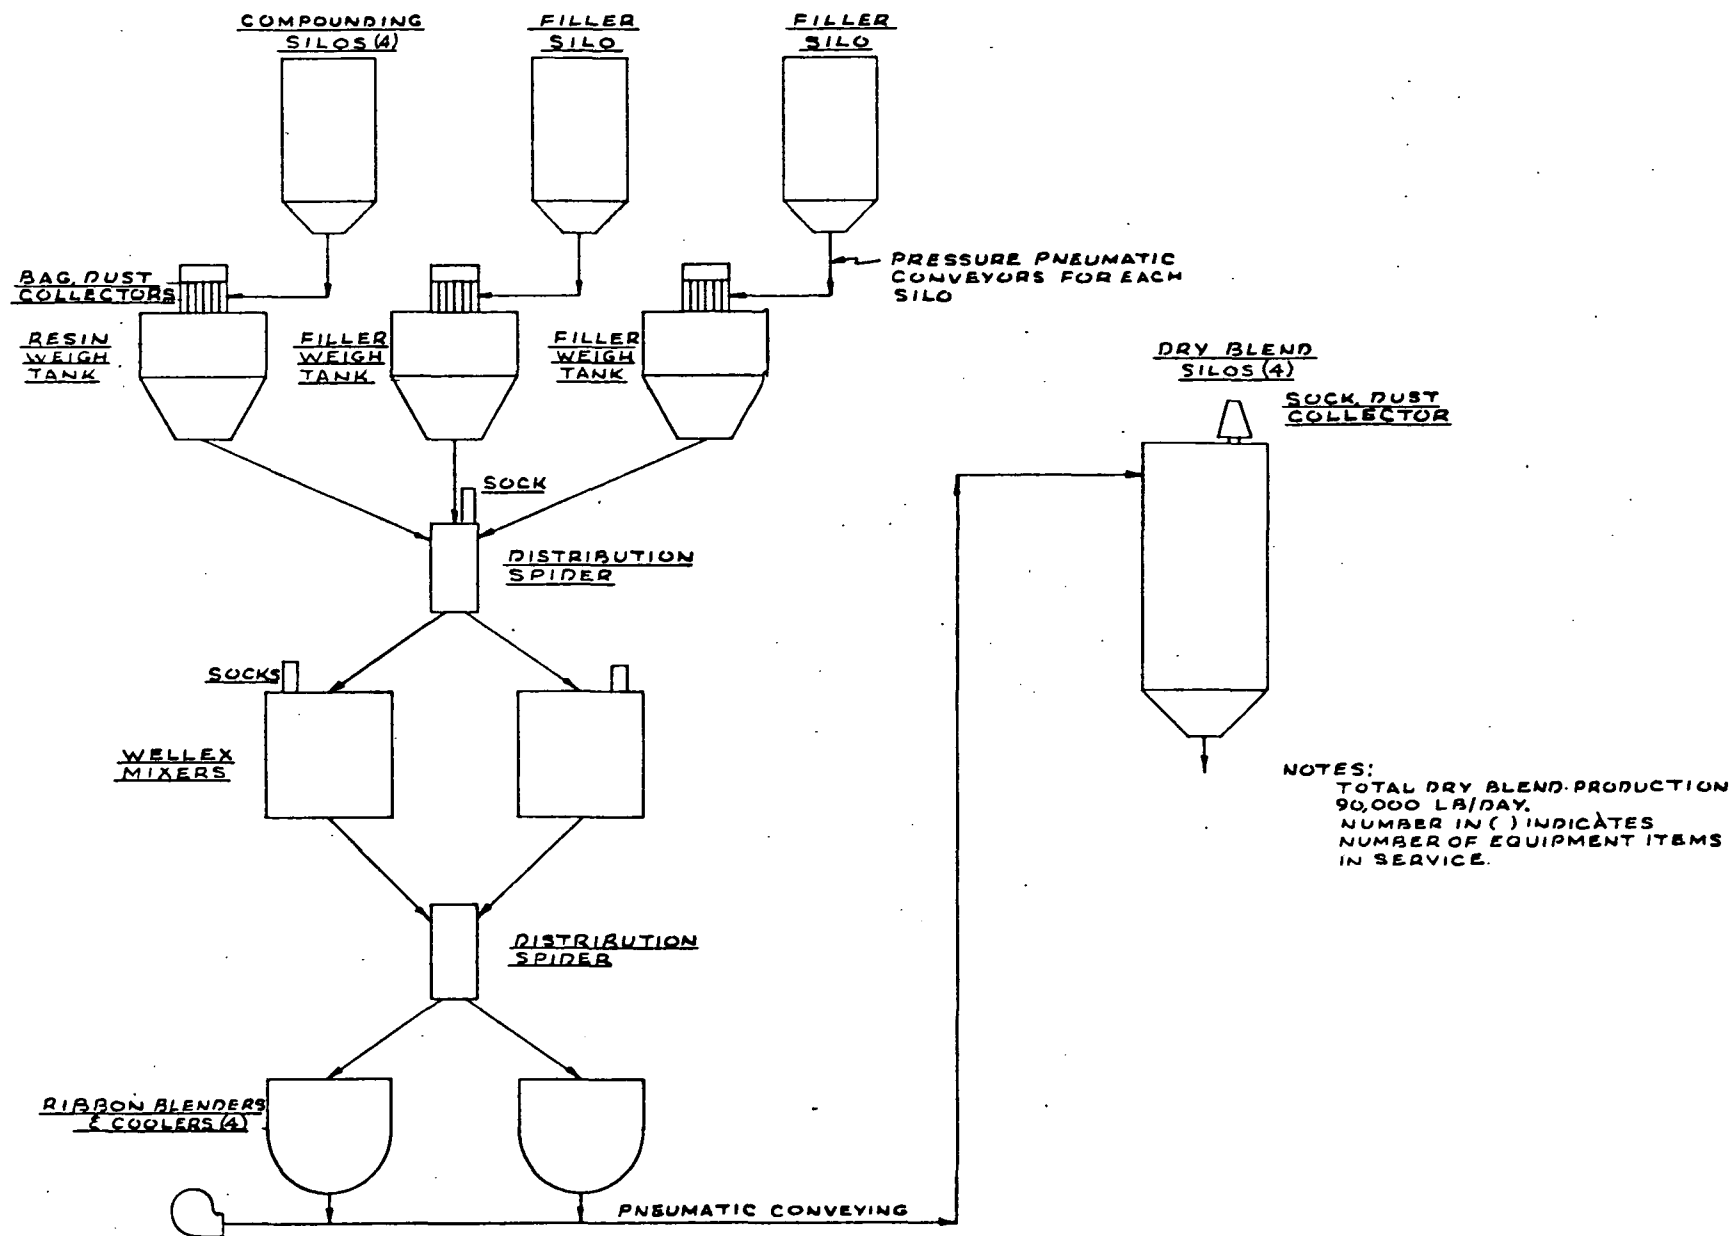 COMPOUNDING
SILOS (4)
FILLER
SILO
FILLER
SILO
BAG, DUST
COLLECTORS
PRESSURE PNEUMATIC
CONVEYORS FOR EACH
SILO
RESIN
WEIGH
TANK
FILLER
WEIGH
TANK
FILLER
WEIGH
TANK
DRY BLEND
SILOS (4)
SOCK, DUST
COLLECTOR
SOCK
DISTRIBUTION
SPIDER
SOCKS
WELLEX
MIXERS
NOTES:
TOTAL DRY BLEND PRODUCTION
90,000 LB/DAY.
NUMBER IN ( ) INDICATES
NUMBER OF EQUIPMENT ITEMS
IN SERVICE.
DISTRIBUTION
SPIDER
RIBBON BLENDERS
& COOLERS (4)
PNEUMATIC CONVEYING